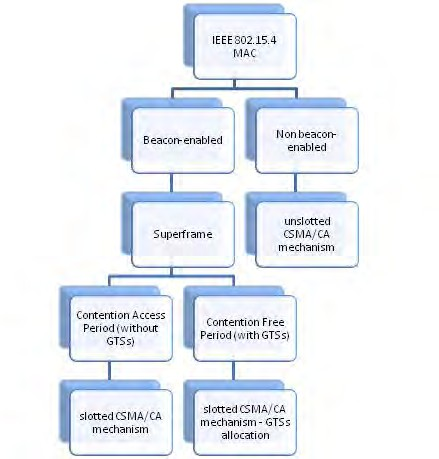 IEEE 802.15.4
MAC
Beacon-enabled
Non beacon-
enabled
Superframe
unslotted
CSMA/CA
mechanism
Contention Access
Period (without
GTSs)
Contention Free
Period (with GTSs)
slotted CSMA/CA
mechanism
slotted CSMA/CA
mechanism - GTSs
allocation